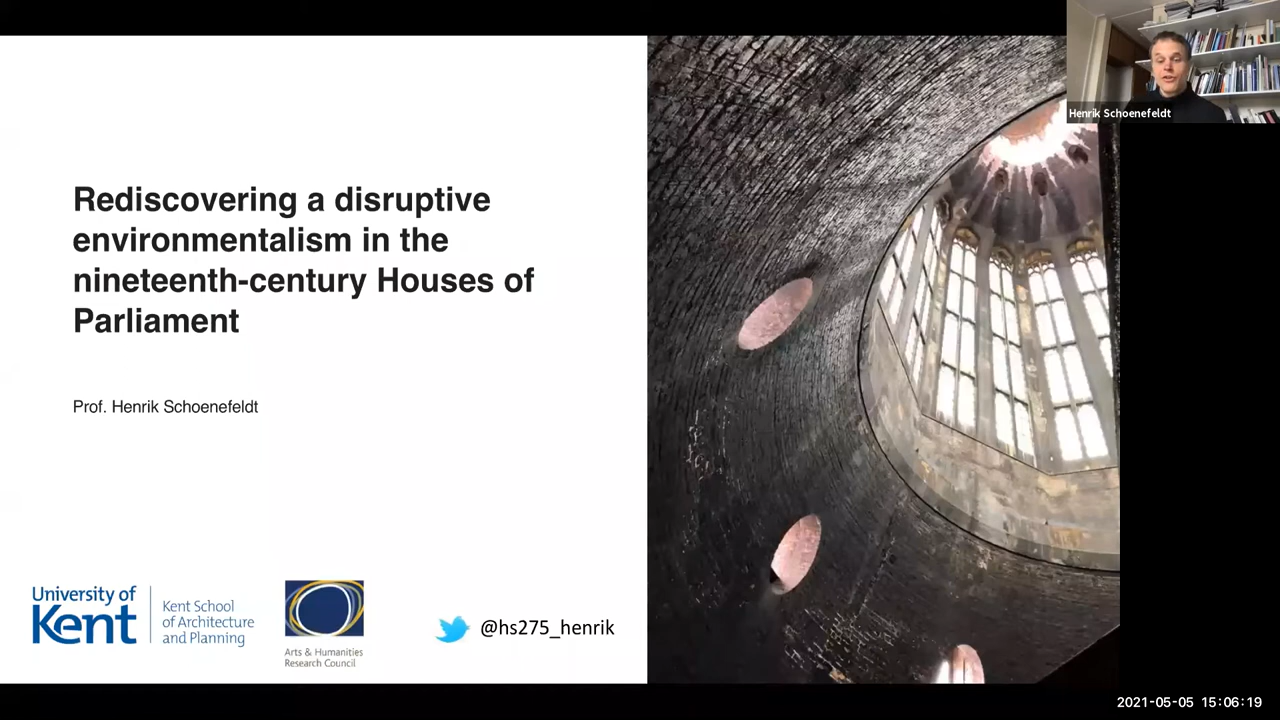 Henrik Schoenefeldt
Rediscovering a disruptive
environmentalism in the
nineteenth-century Houses of
Parliament
Prof. Henrik Schoenefeldt
University of
Kent
Kent School
of Architecture
and Planning
Arts & Humanities
Research Council
@hs275_henrik
2021-05-05 15:06:19